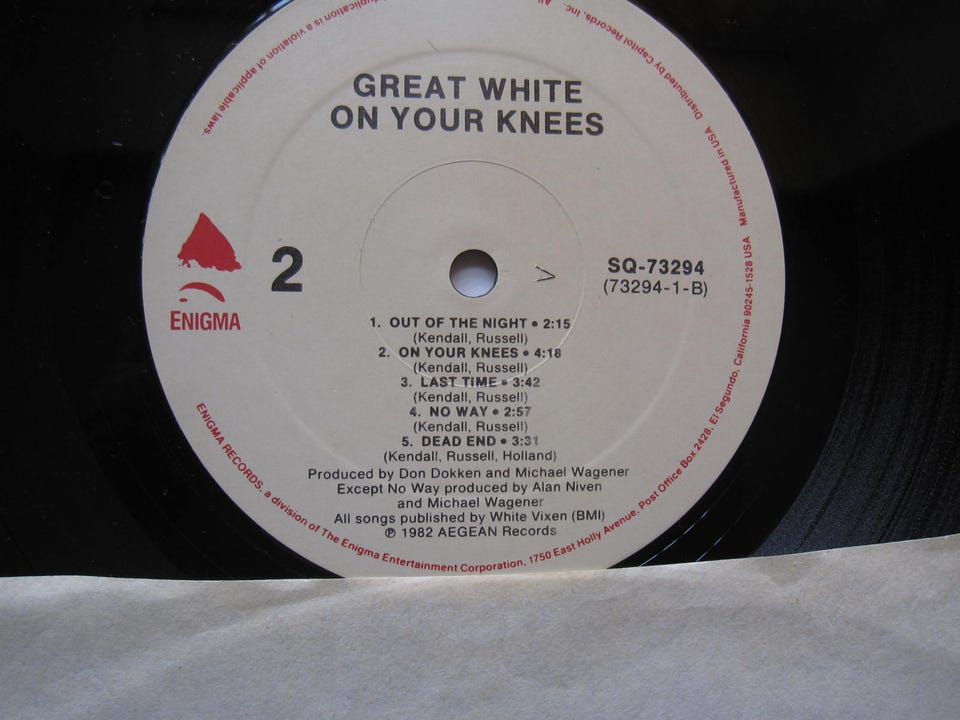 GREAT WHITE
ON YOUR KNEES
2
ENIGMA
SQ-73294
(73294-1-B)
1. OUT OF THE NIGHT • 2:15
(Kendall, Russell)
2. ON YOUR KNEES • 4:18
(Kendall, Russell)
3. LAST TIME • 3:42
(Kendall, Russell)
4. NO WAY • 2:57
(Kendall, Russell)
5. DEAD END • 3:31
(Kendall, Russell, Holland)
Produced by Don Dokken and Michael Wagener
Except No Way produced by Alan Niven
and Michael Wagener
All songs published by White Vixen (BMI)
℗ 1982 AEGEAN Records
ENIGMA RECORDS, a division of The Enigma Entertainment Corporation, 1750 East Holly Avenue, Post Office Box 2428, El Segundo, California 90245-1528 USA Manufactured in USA Distributed by Capitol Records, Inc. duplication is a violation of applicable laws.